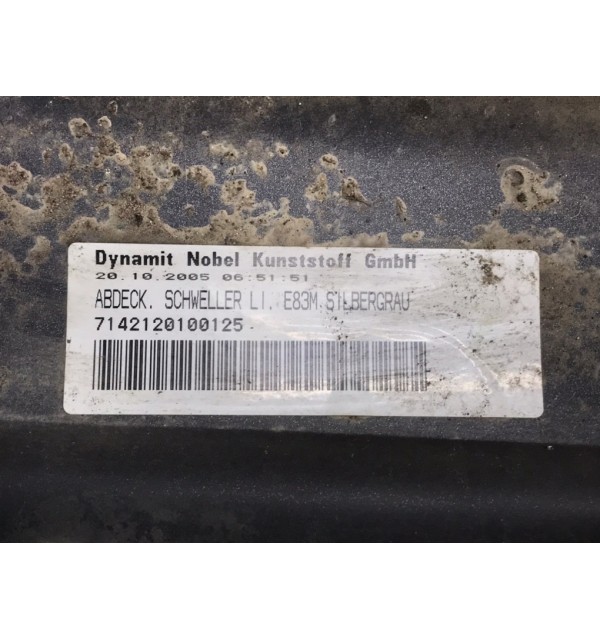 Dynamit Nobel Kunststoff GmbH
20.10.2005 06:51:51
ABDECK. SCHWELLER LI. E83M.SILBERGRAU
7142120100125